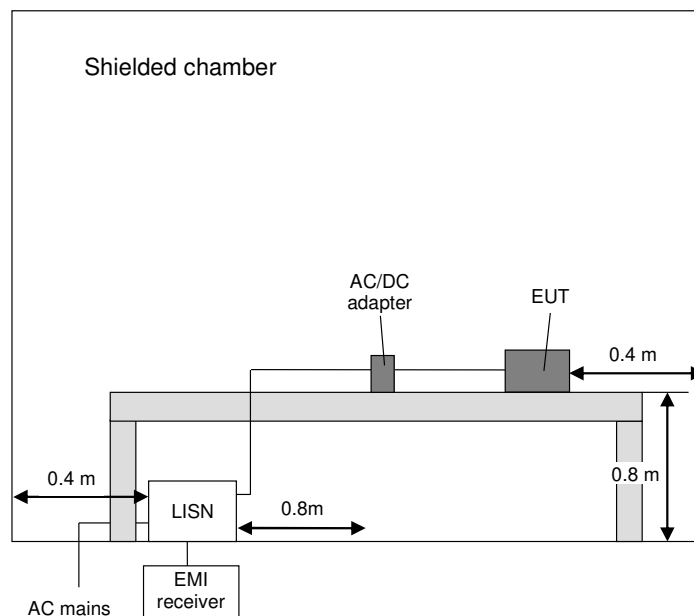 Shielded chamber
AC/DC
adapter
EUT
0.4 m
0.4 m
0.8 m
LISN
0.8m
EMI
receiver
AC mains